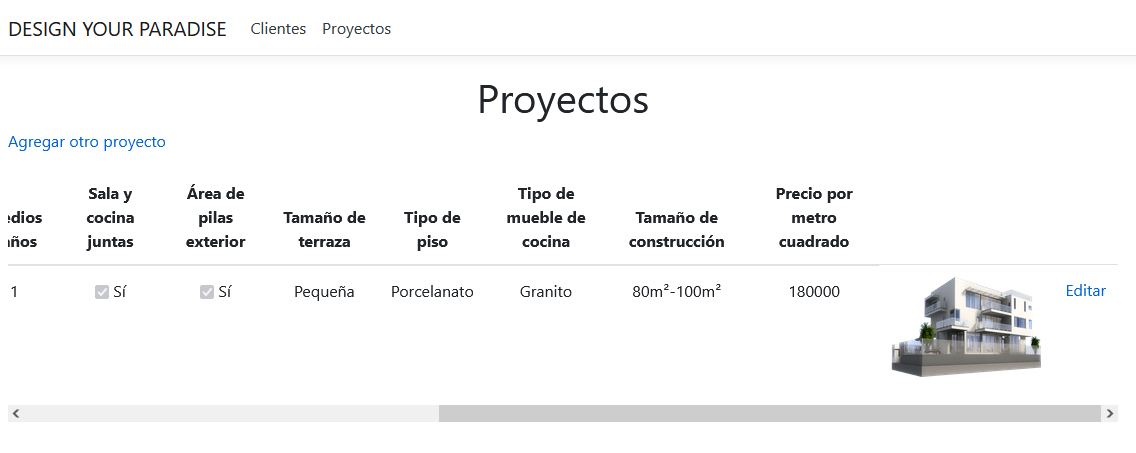 DESIGN YOUR PARADISE Clientes Proyectos
Proyectos
Agregar otro proyecto
Sala y cocina juntas
Área de pilas exterior
Tamaño de terraza
Tipo de piso
Tipo de mueble de cocina
Tamaño de construcción
Precio por metro cuadrado
1 Sí Sí Pequeña Porcelanato Granito 80m²-100m² 180000 Editar